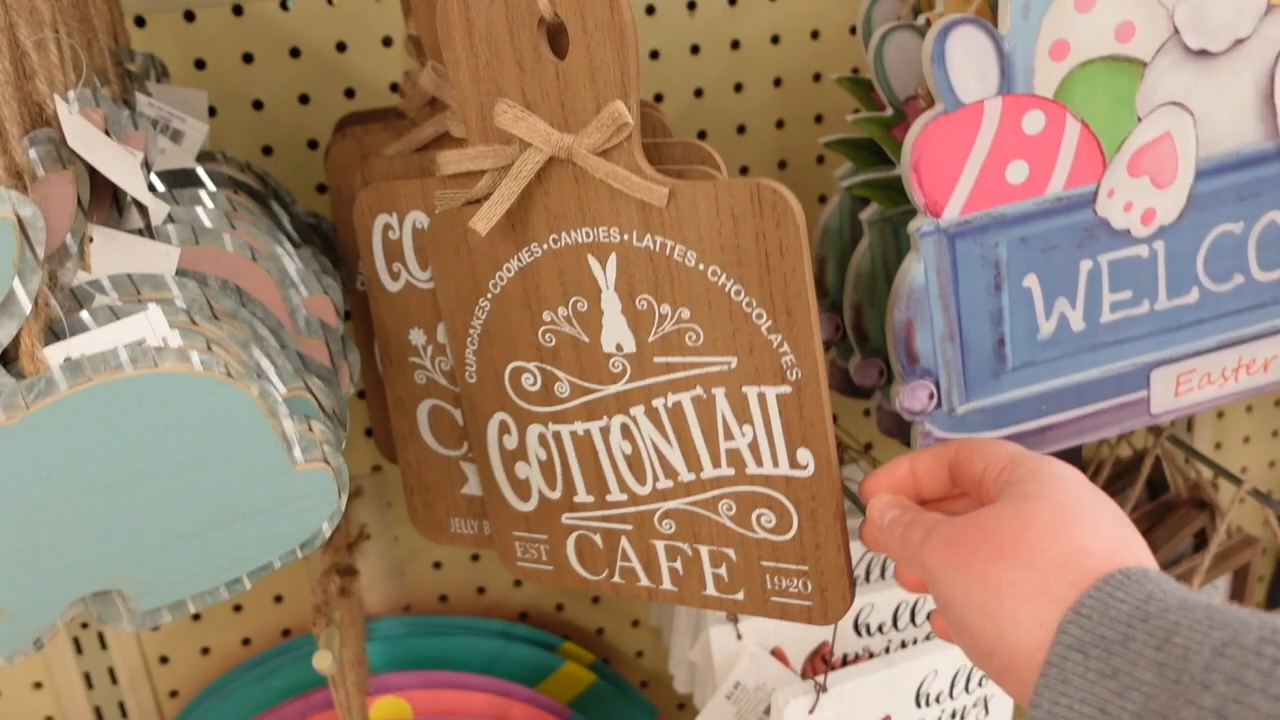 CUPCAKES•COOKIES•CANDIES•LATTES•CHOCOLATES
COTTONTAIL
CAFE
EST
1920
JELLY
WELCO
Easter
hello
hello